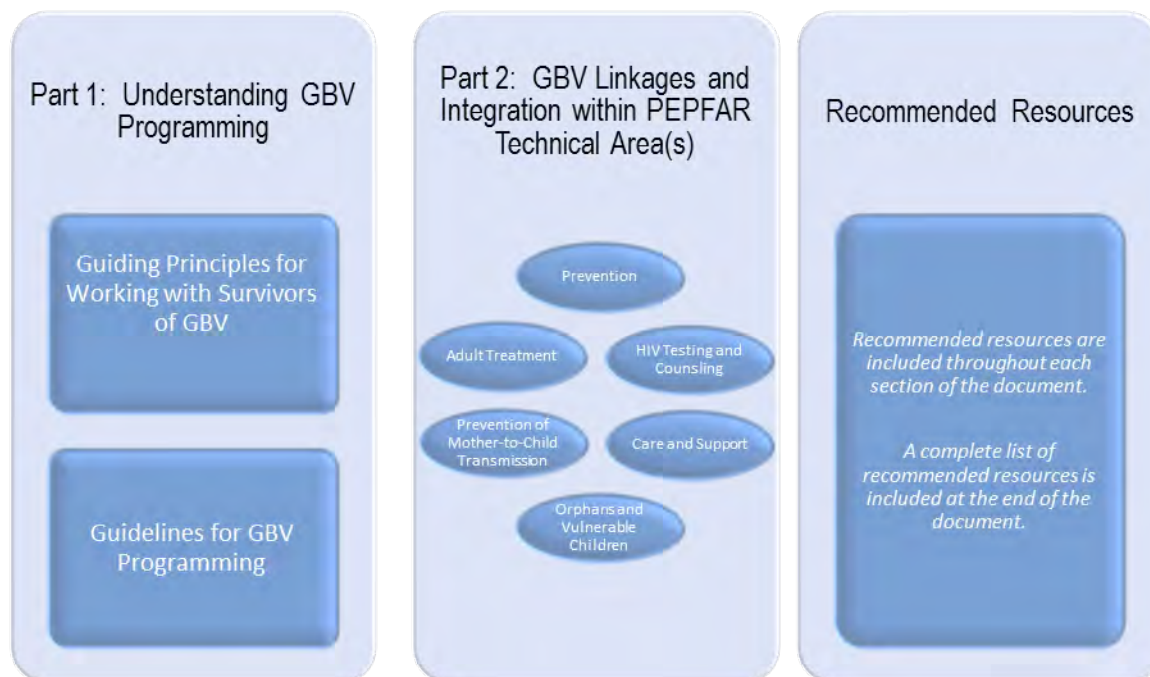 Part 1: Understanding GBV
Programming
Guiding Principles for
Working with Survivors
of GBV
Guidelines for GBV
Programming
Part 2: GBV Linkages and
Integration within PEPFAR
Technical Area(s)
Prevention
Adult Treatment
HIV Testing and
Counsling
Prevention of
Mother-to-Child
Transmission
Care and Support
Orphans and
Vulnerable
Children
Recommended Resources
Recommended resources are
included throughout each
section of the document.
A complete list of
recommended resources is
included at the end of the
document.